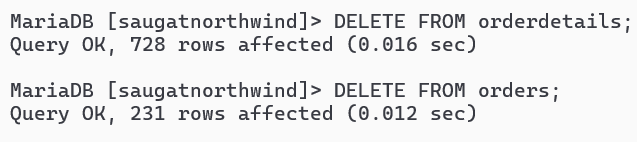 MariaDB [saugatnorthwind]> DELETE FROM orderdetails;
Query OK, 728 rows affected (0.016 sec)
MariaDB [saugatnorthwind]> DELETE FROM orders;
Query OK, 231 rows affected (0.012 sec)